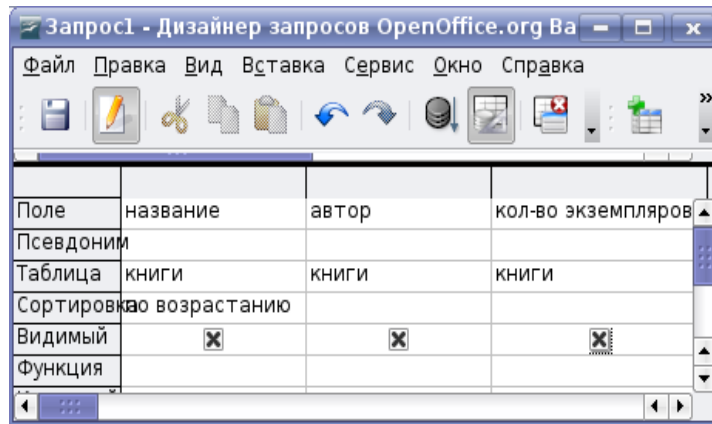 Запрос1 - Дизайнер запросов OpenOffice.org Ba
Файл Правка Вид Вставка Сервис Окно Справка
Поле название автор кол-во экземпляров
Псевдоним
Таблица книги книги книги
Сортировка по возрастанию
Видимый
Функция